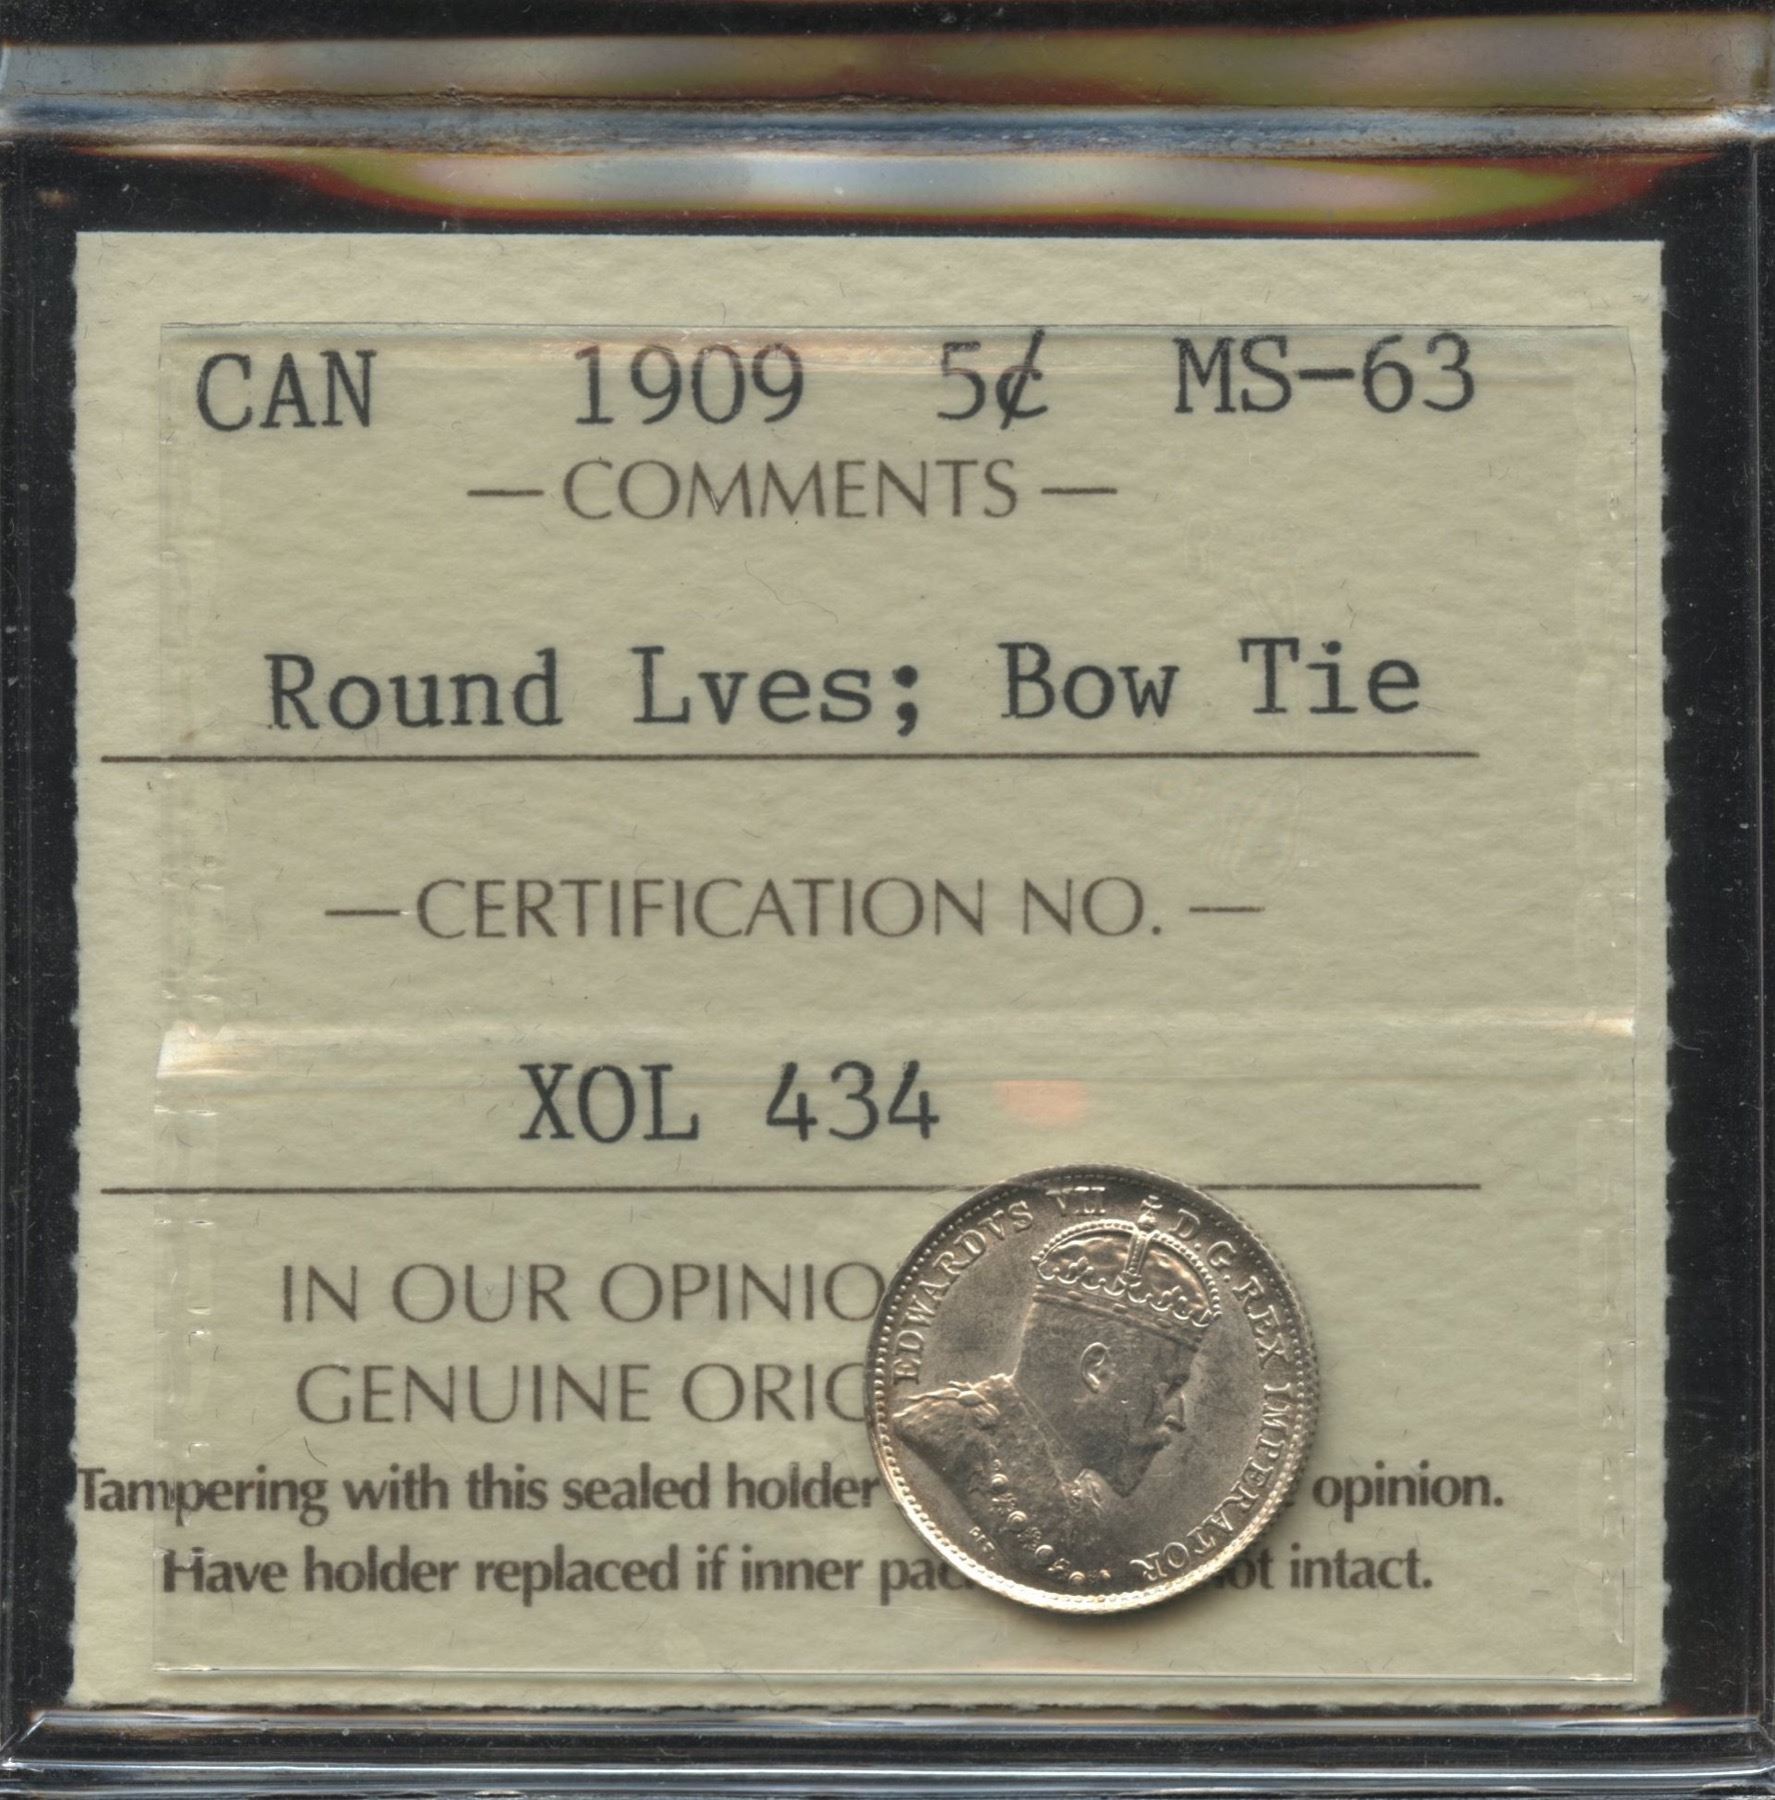 CAN 1909 5¢ MS-63
— COMMENTS —
Round Lves; Bow Tie
— CERTIFICATION NO. —
XOL 434
IN OUR OPINIO
GENUINE ORIG
Tampering with this sealed holder opinion.
Have holder replaced if inner pac ot intact.
EDWARDVS VII D.G. REX IMPERATOR